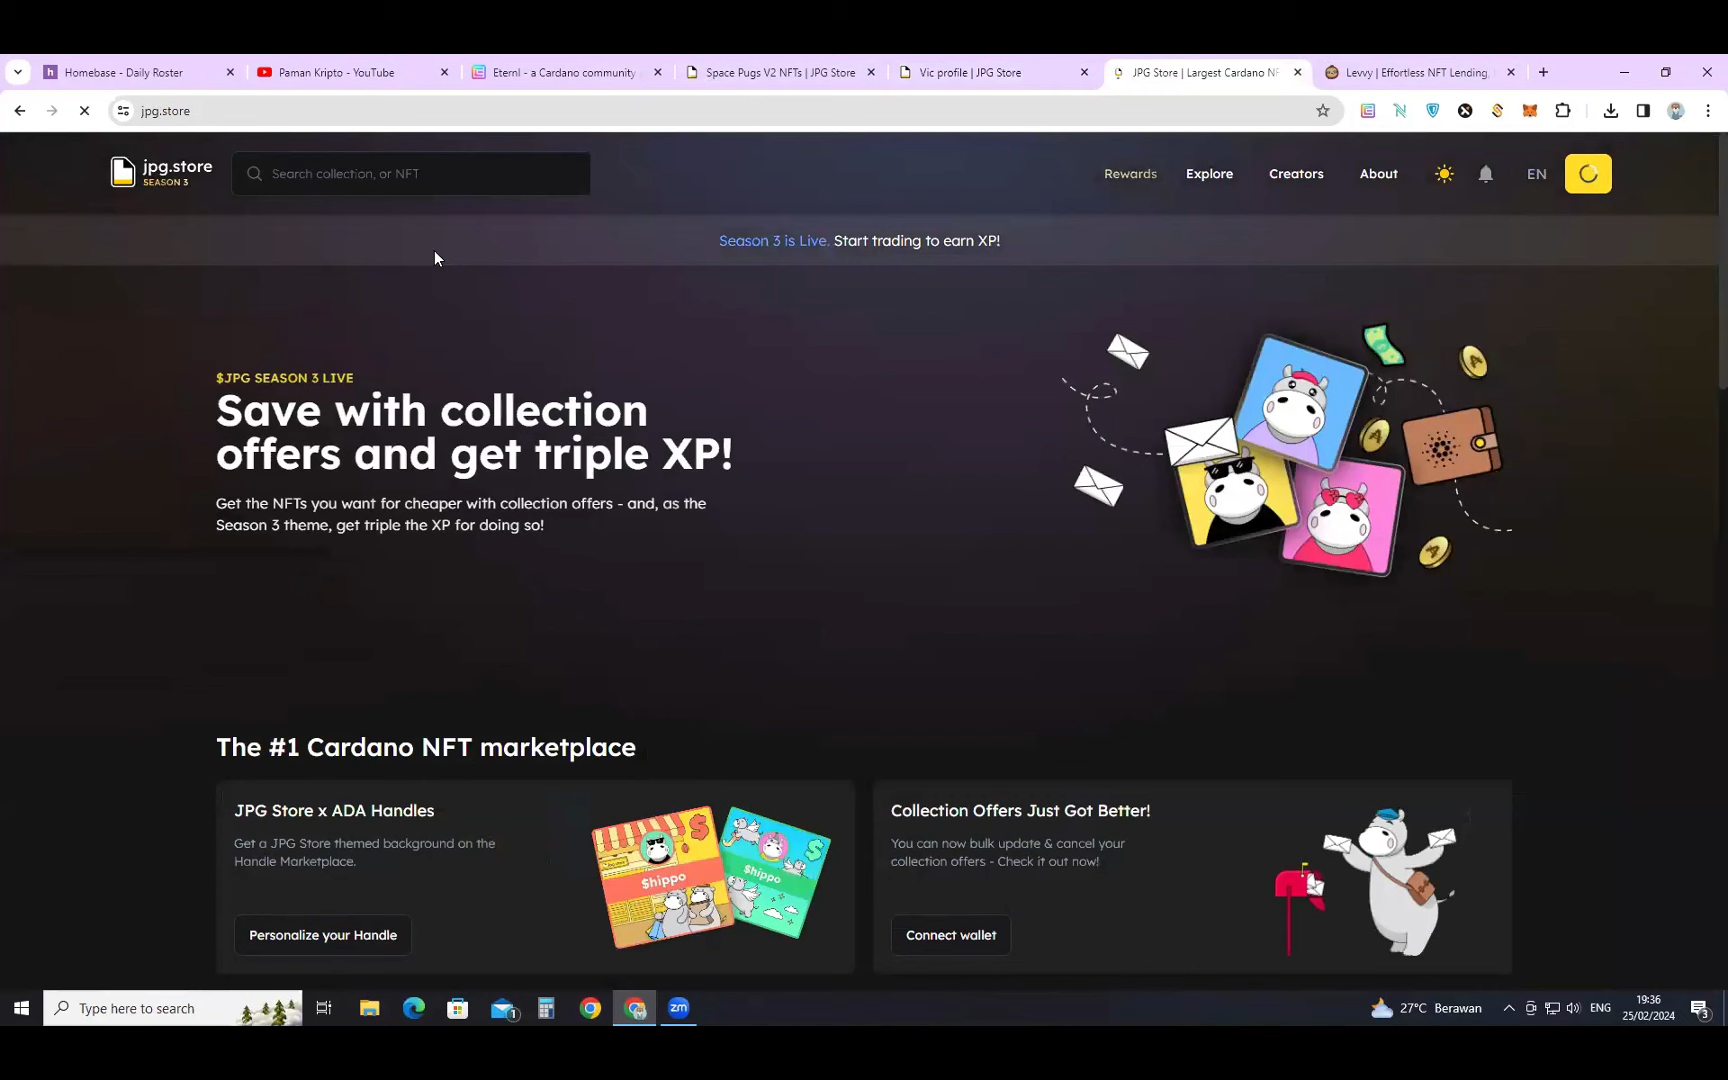 Homebase - Daily Roster
Paman Kripto - YouTube
Eternl - a Cardano community
Space Pugs V2 NFTs | JPG Store
Vic profile | JPG Store
JPG Store | Largest Cardano NF
Levvy | Effortless NFT Lending,
jpg.store
jpg.store
SEASON 3
Search collection, or NFT
Rewards
Explore
Creators
About
EN
Season 3 is Live. Start trading to earn XP!
$JPG SEASON 3 LIVE
Save with collection
offers and get triple XP!
Get the NFTs you want for cheaper with collection offers - and, as the
Season 3 theme, get triple the XP for doing so!
The #1 Cardano NFT marketplace
JPG Store x ADA Handles
Get a JPG Store themed background on the
Handle Marketplace.
Personalize your Handle
$hippo
$hippo
Collection Offers Just Got Better!
You can now bulk update & cancel your
collection offers - Check it out now!
Connect wallet
Type here to search
1
zm
27°C Berawan
ENG
19:36
25/02/2024
3